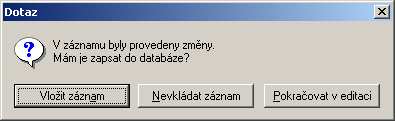 Dotaz
V záznamu byly provedeny změny.
Mám je zapsat do databáze?
Vložit záznam
Nevkládat záznam
Pokračovat v editaci